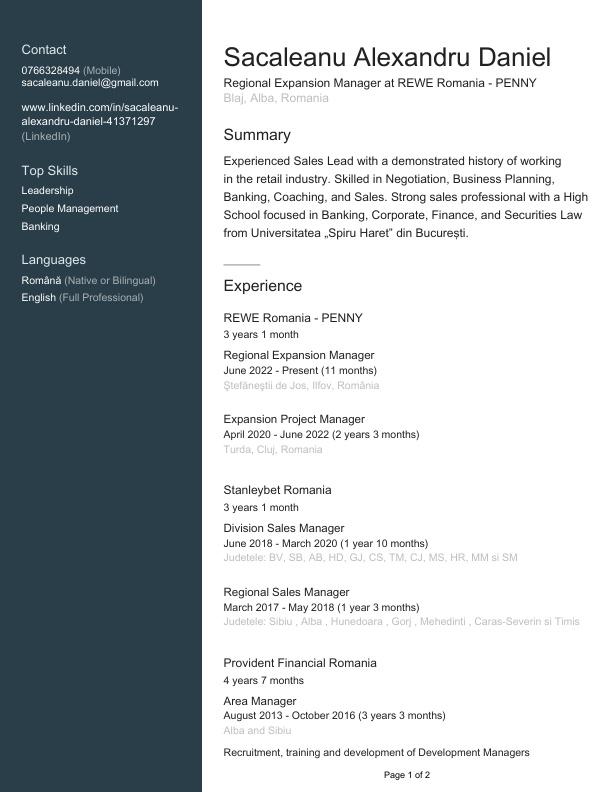 Contact
0766328494 (Mobile)
sacaleanu.daniel@gmail.com
www.linkedin.com/in/sacaleanu-
alexandru-daniel-41371297
(LinkedIn)
Top Skills
Leadership
People Management
Banking
Languages
Română (Native or Bilingual)
English (Full Professional)
Sacaleanu Alexandru Daniel
Regional Expansion Manager at REWE Romania - PENNY
Blaj, Alba, Romania
Summary
Experienced Sales Lead with a demonstrated history of working
in the retail industry. Skilled in Negotiation, Business Planning,
Banking, Coaching, and Sales. Strong sales professional with a High
School focused in Banking, Corporate, Finance, and Securities Law
from Universitatea „Spiru Haret” din București.
Experience
REWE Romania - PENNY
3 years 1 month
Regional Expansion Manager
June 2022 - Present (11 months)
Ștefăneștii de Jos, Ilfov, România
Expansion Project Manager
April 2020 - June 2022 (2 years 3 months)
Turda, Cluj, Romania
Stanleybet Romania
3 years 1 month
Division Sales Manager
June 2018 - March 2020 (1 year 10 months)
Judetele: BV, SB, AB, HD, GJ, CS, TM, CJ, MS, HR, MM si SM
Regional Sales Manager
March 2017 - May 2018 (1 year 3 months)
Judetele: Sibiu , Alba , Hunedoara , Gorj , Mehedinti , Caras-Severin si Timis
Provident Financial Romania
4 years 7 months
Area Manager
August 2013 - October 2016 (3 years 3 months)
Alba and Sibiu
Recruitment, training and development of Development Managers
Page 1 of 2